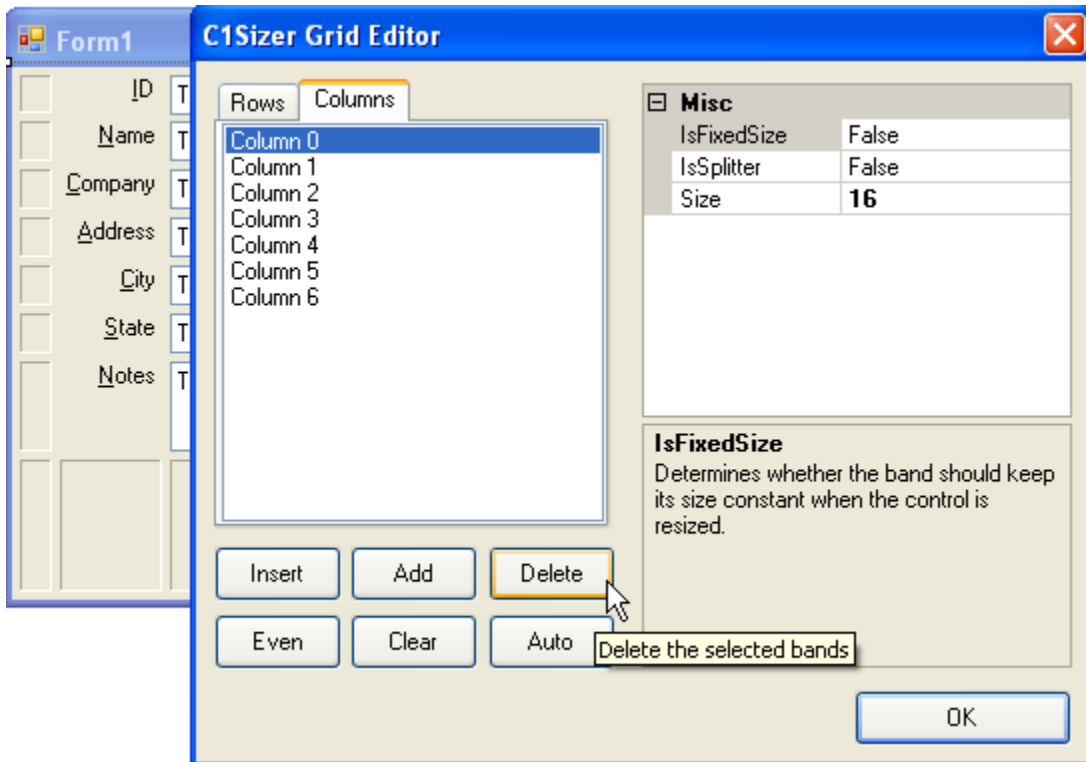 Form1
ID T
Name T
Company T
Address T
City T
State T
Notes T
C1Sizer Grid Editor
Rows Columns
Column 0
Column 1
Column 2
Column 3
Column 4
Column 5
Column 6
Misc
IsFixedSize False
IsSplitter False
Size 16
IsFixedSize
Determines whether the band should keep
its size constant when the control is
resized.
Insert Add Delete
Even Clear Auto
Delete the selected bands
OK